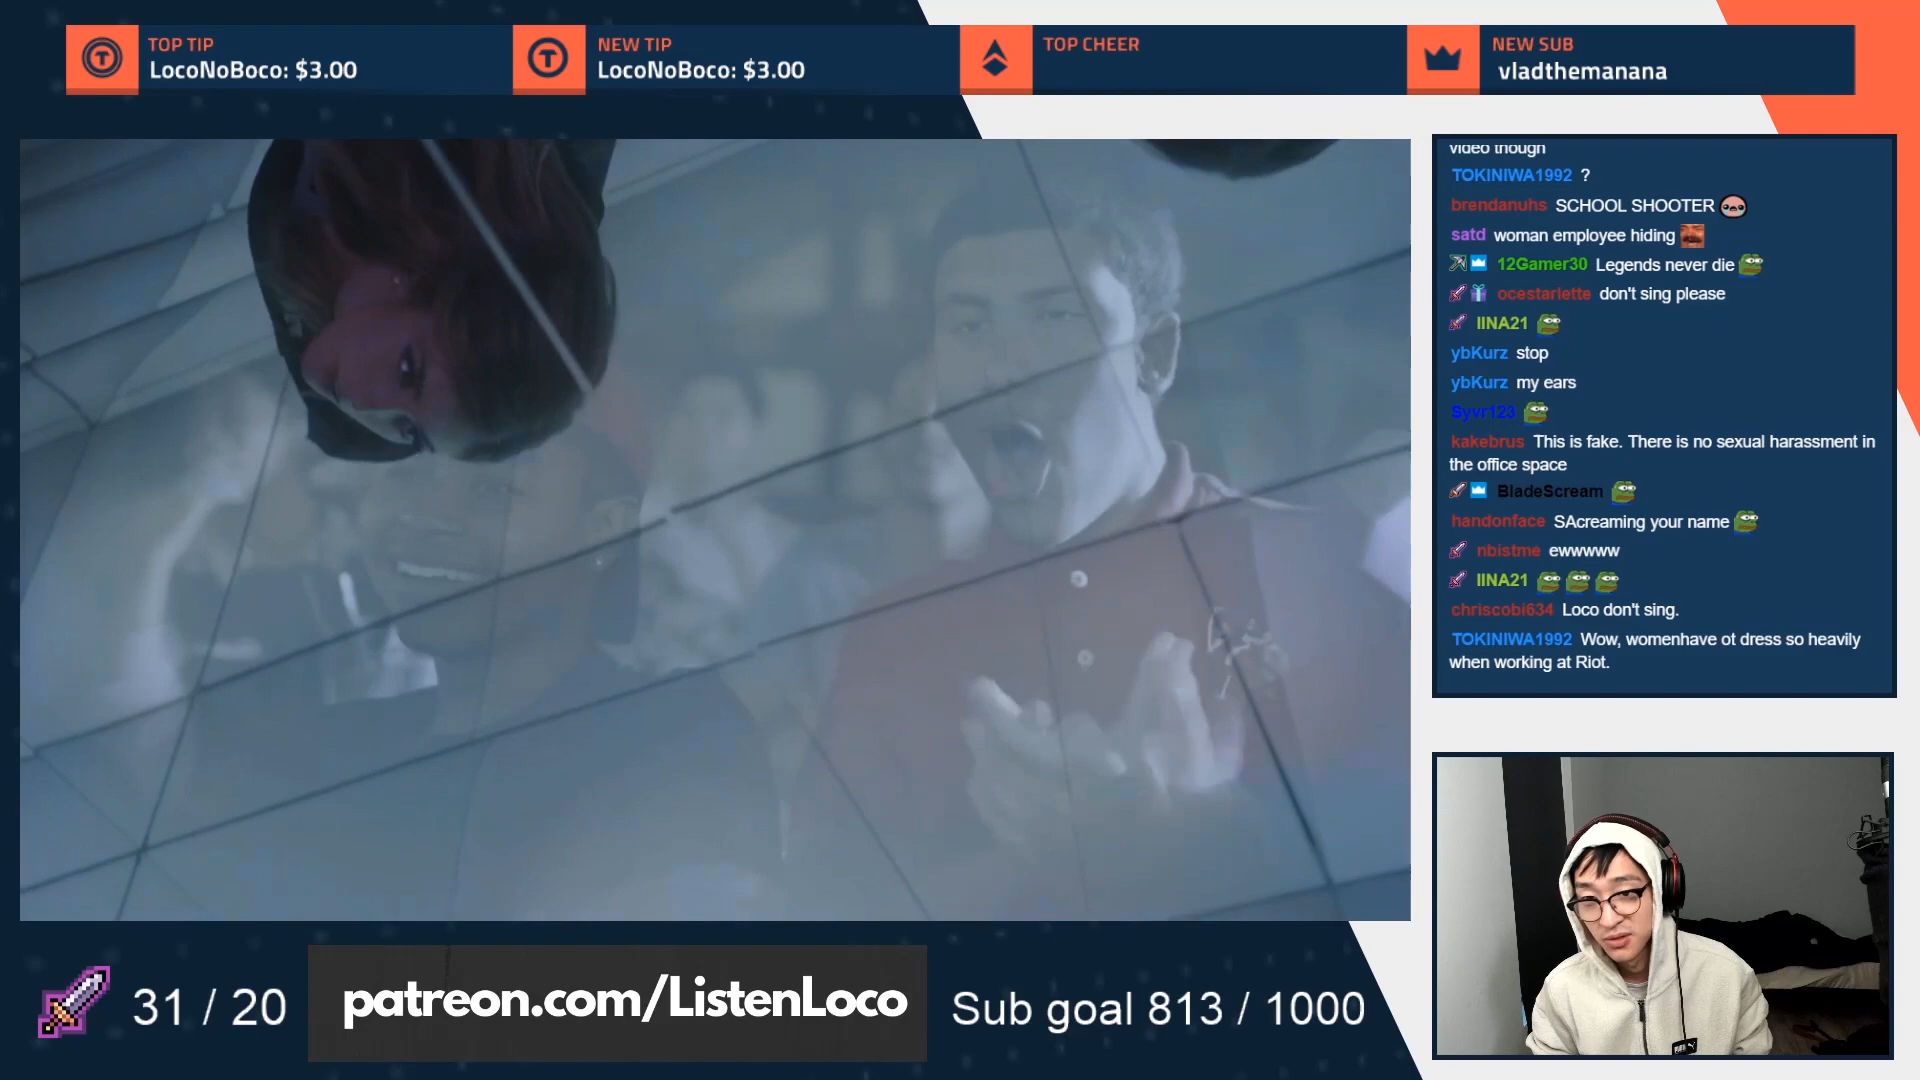 TOP TIP
LocoNoBoco: $3.00
NEW TIP
LocoNoBoco: $3.00
TOP CHEER
NEW SUB
vladthemanana
video though
TOKINIWA1992 ?
brendanuhs SCHOOL SHOOTER
satd woman employee hiding
12Gamer30 Legends never die
ocestarlette don't sing please
IINA21
ybKurz stop
ybKurz my ears
Syvr123
kakebrus This is fake. There is no sexual harassment in
the office space
BladeScream
handonface SAcreaming your name
nbistme ewwwww
IINA21
chriscobi634 Loco don't sing.
TOKINIWA1992 Wow, womenhave ot dress so heavily
when working at Riot.
31 / 20
patreon.com/ListenLoco
Sub goal 813 / 1000